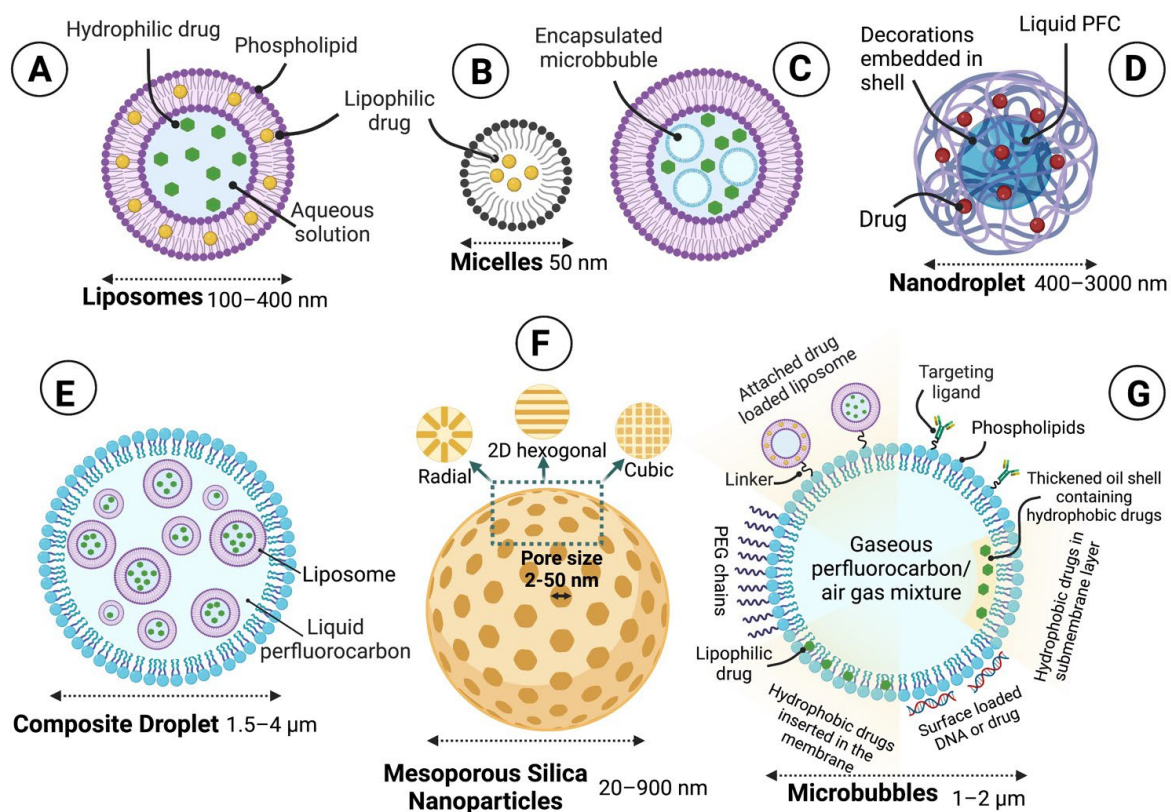 A
Hydrophilic drug
Phospholipid
Lipophilic
drug
Aqueous
solution
Liposomes 100–400 nm
B
Micelles 50 nm
C
Encapsulated
microbbuble
D
Decorations
embedded in
shell
Liquid PFC
Drug
Nanodroplet 400–3000 nm
E
Liposome
Liquid
perfluorocarbon
Composite Droplet 1.5–4 µm
F
Radial
2D hexogonal
Cubic
Pore size
2-50 nm
Mesoporous Silica
Nanoparticles 20–900 nm
G
Attached drug
loaded liposome
Targeting
ligand
Phospholipids
Linker
Thickened oil shell
containing
hydrophobic drugs
PEG chains
Gaseous
perfluorocarbon/
air gas mixture
Hydrophobic drugs in
submembrane layer
Lipophilic
drug
Hydrophobic drugs
inserted in the
membrane
Surface loaded
DNA or drug
Microbubbles 1–2 µm